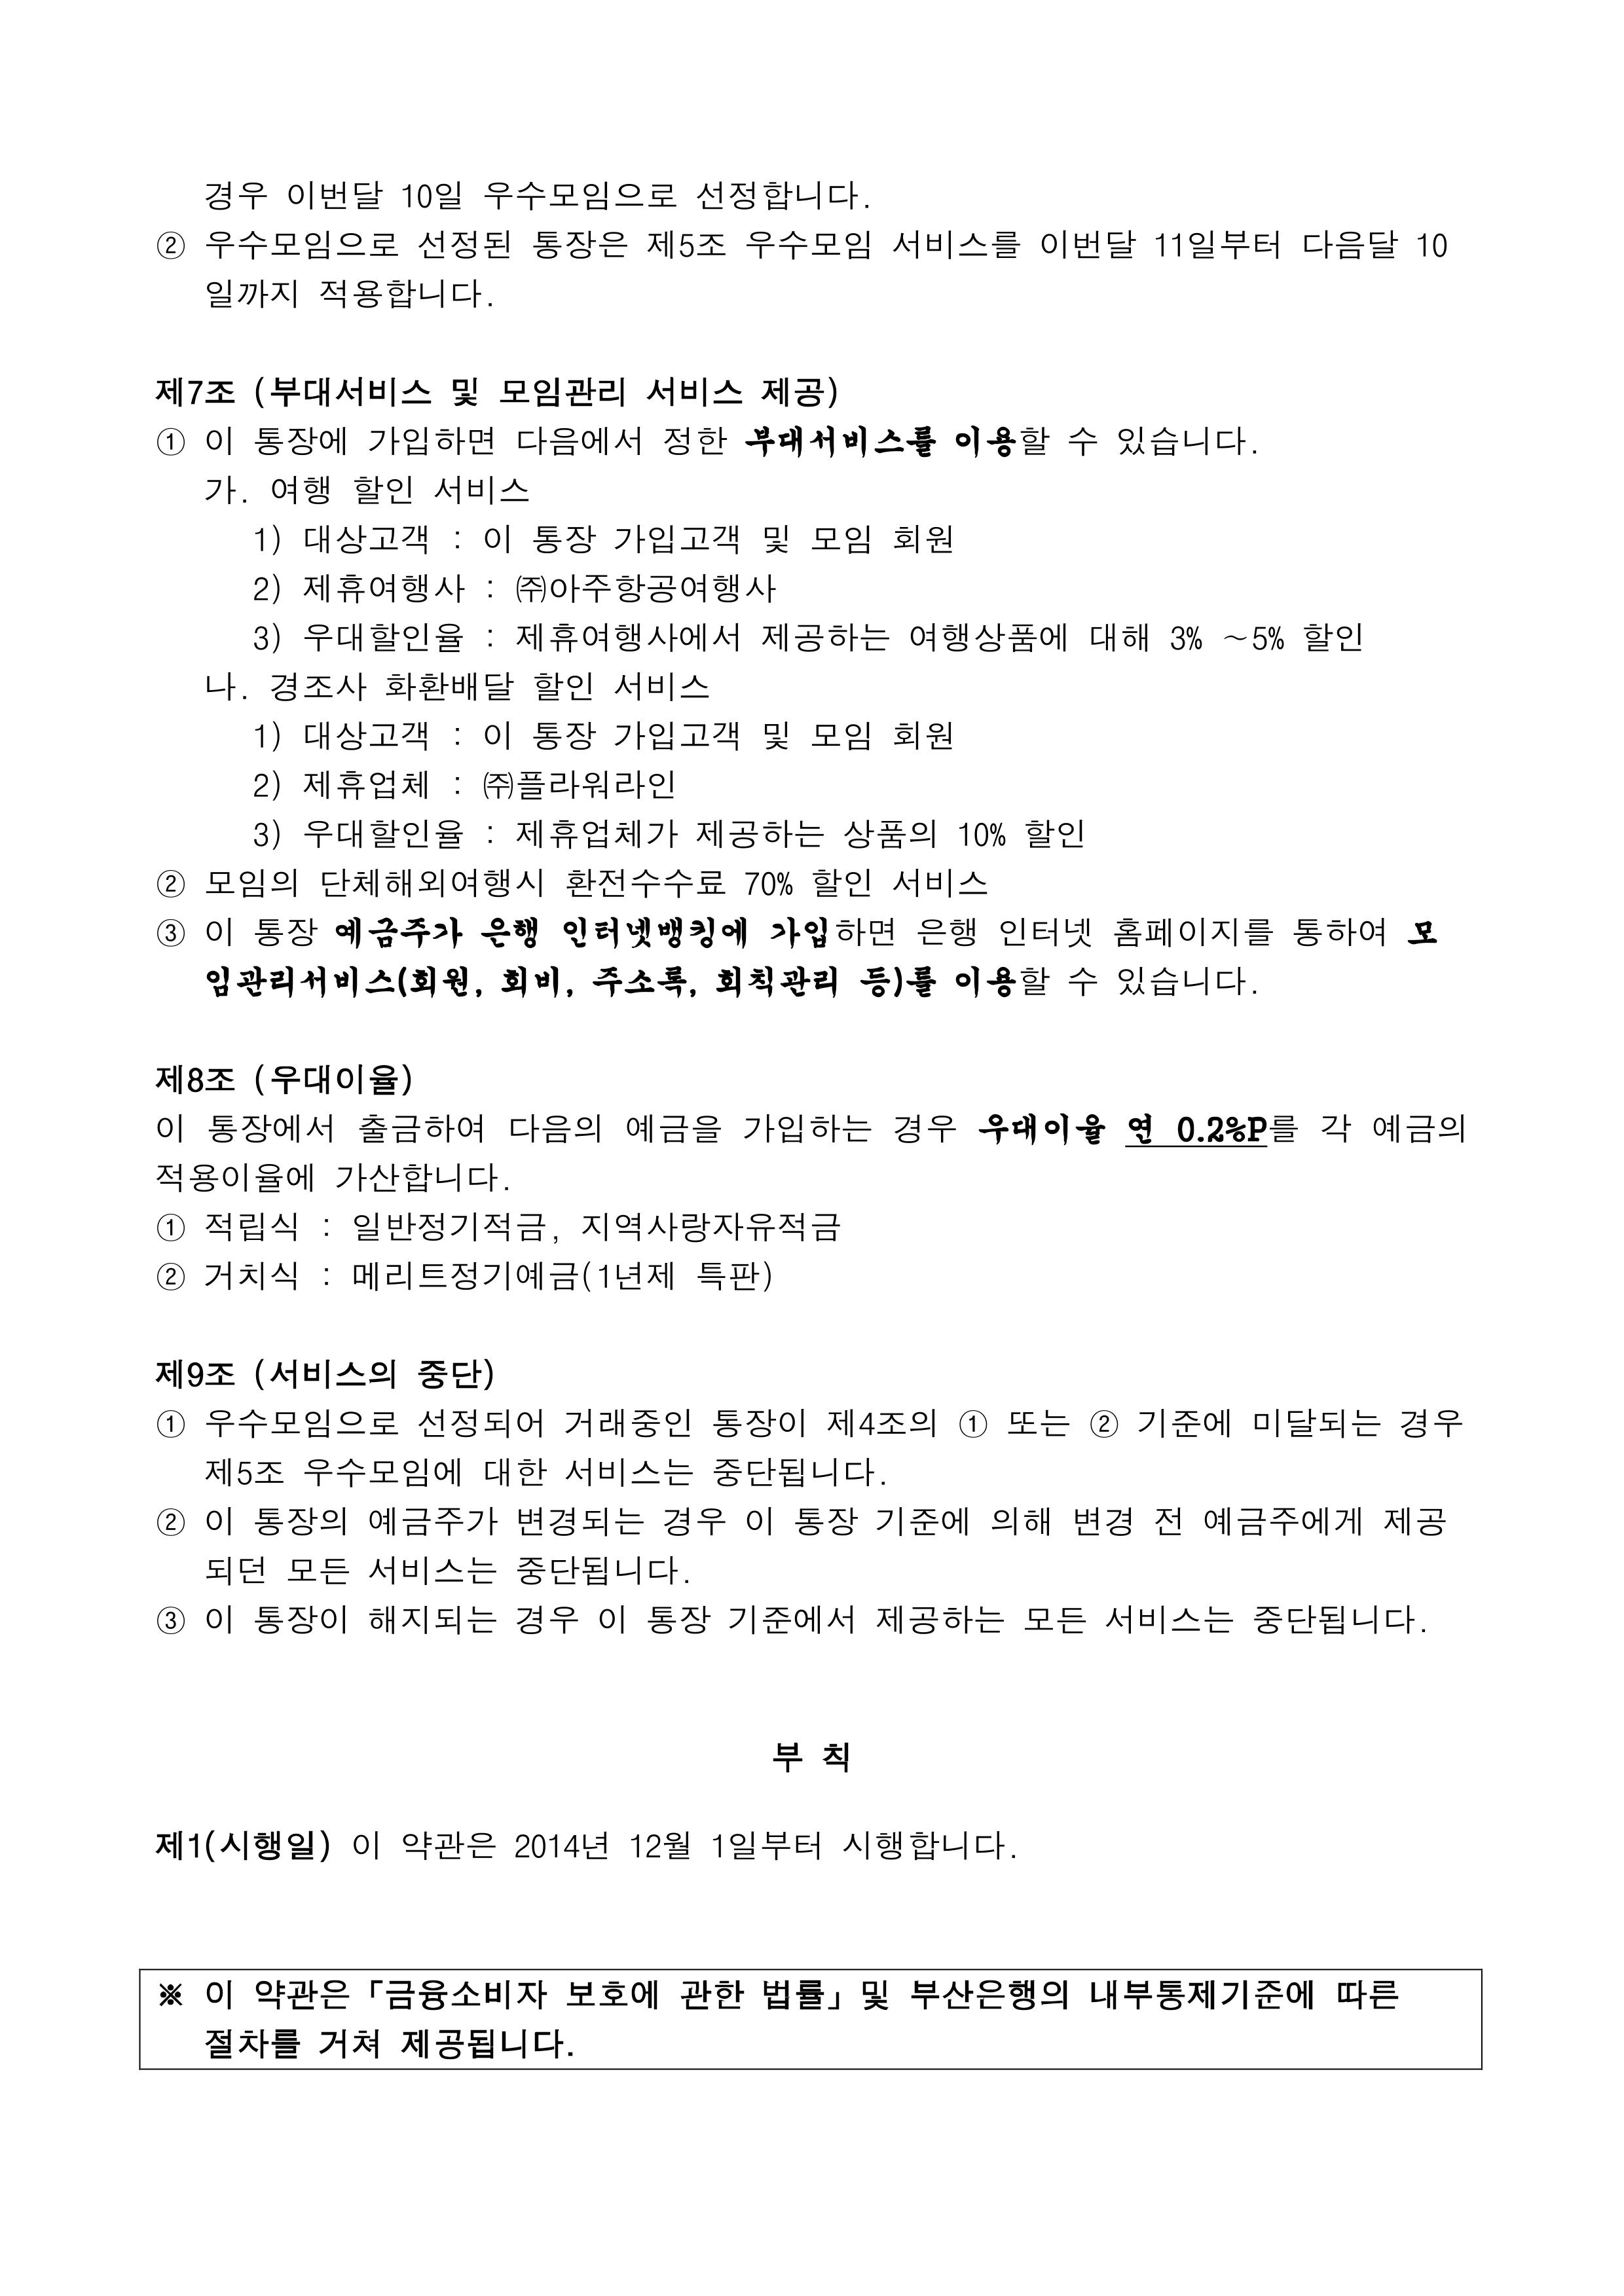 경우 이번달 10일 우수모임으로 선정합니다.
② 우수모임으로 선정된 통장은 제5조 우수모임 서비스를 이번달 11일부터 다음달 10
일까지 적용합니다.
제7조 (부대서비스 및 모임관리 서비스 제공)
① 이 통장에 가입하면 다음에서 정한 부대서비스를 이용할 수 있습니다.
가. 여행 할인 서비스
1) 대상고객 : 이 통장 가입고객 및 모임 회원
2) 제휴여행사 : ㈜아주항공여행사
3) 우대할인율 : 제휴여행사에서 제공하는 여행상품에 대해 3% ～5% 할인
나. 경조사 화환배달 할인 서비스
1) 대상고객 : 이 통장 가입고객 및 모임 회원
2) 제휴업체 : ㈜플라워라인
3) 우대할인율 : 제휴업체가 제공하는 상품의 10% 할인
② 모임의 단체해외여행시 환전수수료 70% 할인 서비스
③ 이 통장 예금주가 은행 인터넷뱅킹에 가입하면 은행 인터넷 홈페이지를 통하여 모
임관리서비스(회원, 회비, 주소록, 회칙관리 등)를 이용할 수 있습니다.
제8조 (우대이율)
이 통장에서 출금하여 다음의 예금을 가입하는 경우 우대이율 연 0.2%P를 각 예금의
적용이율에 가산합니다.
① 적립식 : 일반정기적금, 지역사랑자유적금
② 거치식 : 메리트정기예금(1년제 특판)
제9조 (서비스의 중단)
① 우수모임으로 선정되어 거래중인 통장이 제4조의 ① 또는 ② 기준에 미달되는 경우
제5조 우수모임에 대한 서비스는 중단됩니다.
② 이 통장의 예금주가 변경되는 경우 이 통장 기준에 의해 변경 전 예금주에게 제공
되던 모든 서비스는 중단됩니다.
③ 이 통장이 해지되는 경우 이 통장 기준에서 제공하는 모든 서비스는 중단됩니다.
부 칙
제1(시행일) 이 약관은 2014년 12월 1일부터 시행합니다.
※ 이 약관은「금융소비자 보호에 관한 법률」및 부산은행의 내부통제기준에 따른
절차를 거쳐 제공됩니다.